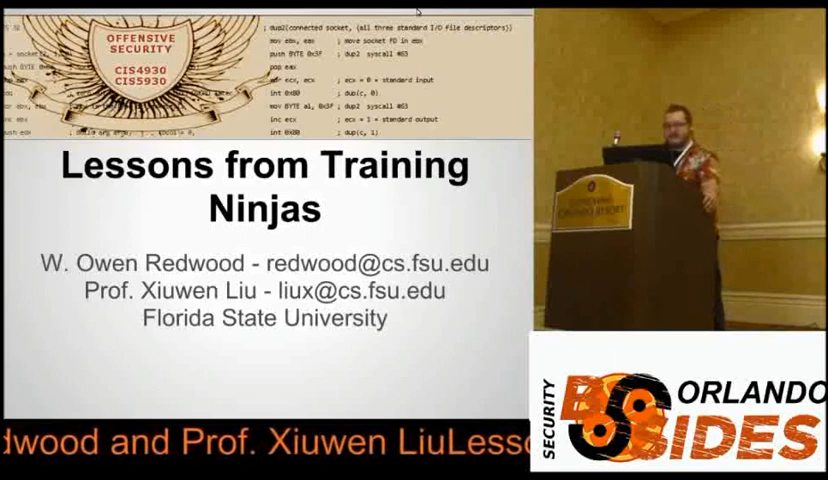 OFFENSIVE
SECURITY
CIS4930
CIS5930
; dup2(connected socket, (all three standard I/O file descriptors))
mov ebx, eax ; move socket FD in ebx
push BYTE 0x3F ; dup2 syscall #63
pop eax
xor ecx, ecx ; ecx = 0 = standard input
int 0x80 ; dup(c, 0)
mov BYTE al, 0x3F ; dup2 syscall #63
inc ecx ; ecx = 1 = standard output
int 0x80 ; dup(c, 1)
Lessons from Training
Ninjas
W. Owen Redwood - redwood@cs.fsu.edu
Prof. Xiuwen Liu - liux@cs.fsu.edu
Florida State University
ORLANDO RESORT
SECURITY
BSIDES
ORLANDO
dwood and Prof. Xiuwen LiuLesso